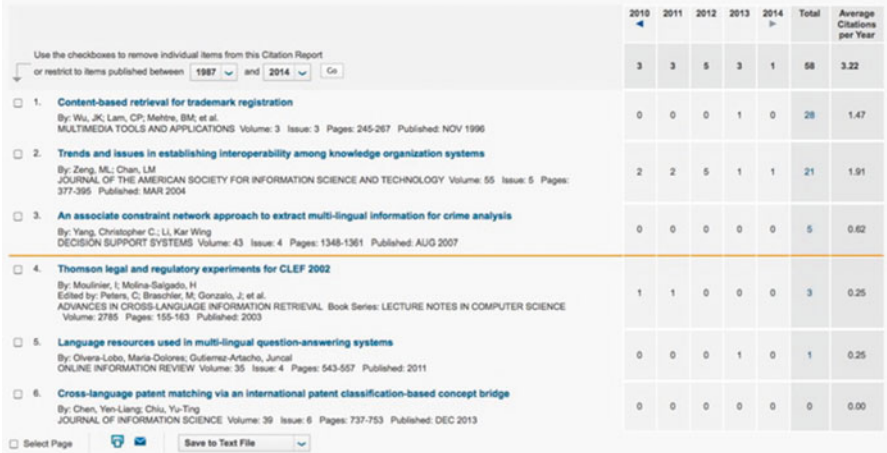 2010 2011 2012 2013 2014 Total Average Citations per Year
Use the checkboxes to remove individual items from this Citation Report
or restrict to items published between 1987 and 2014 Go
3 3 5 3 1 58 3.22
1. Content-based retrieval for trademark registration
By: Wu, JK; Lam, CP; Mehtre, BM; et al.
MULTIMEDIA TOOLS AND APPLICATIONS Volume: 3 Issue: 3 Pages: 245-267 Published: NOV 1996
0 0 0 1 0 28 1.47
2. Trends and issues in establishing interoperability among knowledge organization systems
By: Zeng, ML; Chan, LM
JOURNAL OF THE AMERICAN SOCIETY FOR INFORMATION SCIENCE AND TECHNOLOGY Volume: 55 Issue: 5 Pages:
377-395 Published: MAR 2004
2 2 5 1 1 21 1.91
3. An associate constraint network approach to extract multi-lingual information for crime analysis
By: Yang, Christopher C.; Li, Kar Wing
DECISION SUPPORT SYSTEMS Volume: 43 Issue: 4 Pages: 1348-1361 Published: AUG 2007
0 0 0 0 0 5 0.62
4. Thomson legal and regulatory experiments for CLEF 2002
By: Moulinier, I; Molina-Salgado, H
Edited by: Peters, C; Braschler, M; Gonzalo, J; et al.
ADVANCES IN CROSS-LANGUAGE INFORMATION RETRIEVAL Book Series: LECTURE NOTES IN COMPUTER SCIENCE
Volume: 2785 Pages: 155-163 Published: 2003
1 1 0 0 0 3 0.25
5. Language resources used in multi-lingual question-answering systems
By: Olvera-Lobo, Maria-Dolores; Gutierrez-Artacho, Juncal
ONLINE INFORMATION REVIEW Volume: 35 Issue: 4 Pages: 543-557 Published: 2011
0 0 0 1 0 1 0.25
6. Cross-language patent matching via an international patent classification-based concept bridge
By: Chen, Yen-Liang; Chiu, Yu-Ting
JOURNAL OF INFORMATION SCIENCE Volume: 39 Issue: 6 Pages: 737-753 Published: DEC 2013
0 0 0 0 0 0 0.00
Select Page Save to Text File